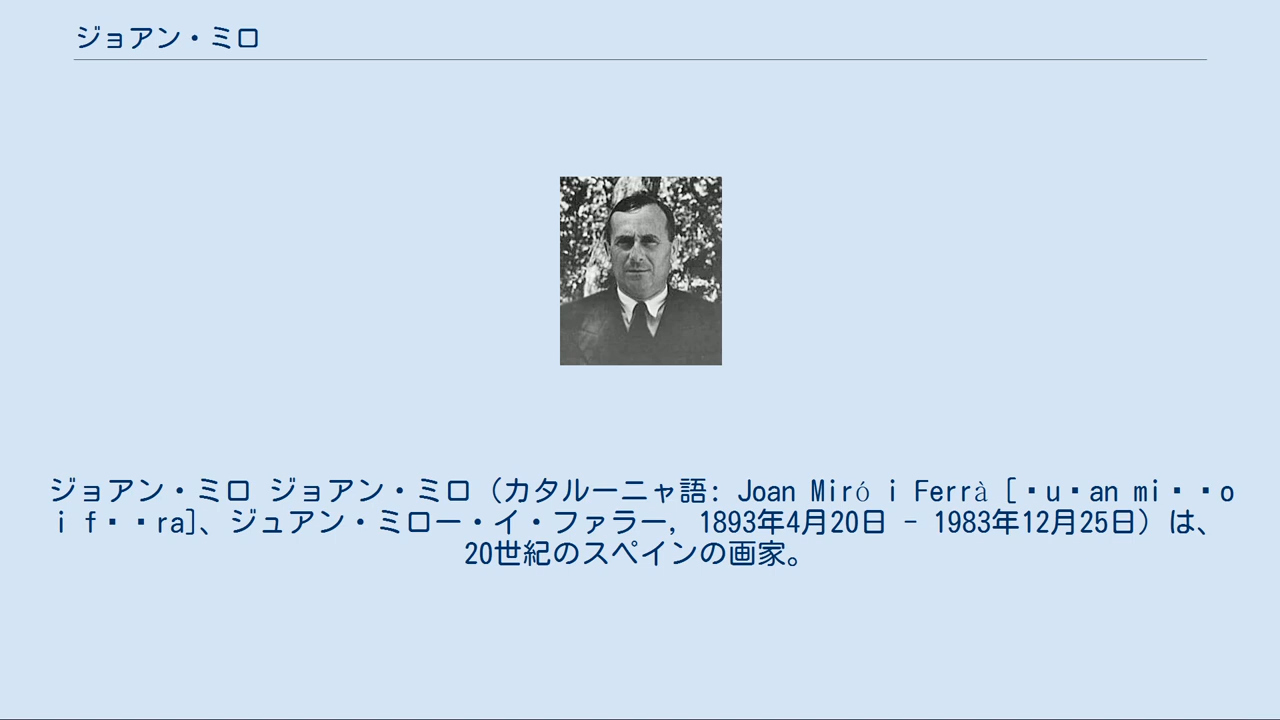 ジョアン・ミロ
ジョアン・ミロ ジョアン・ミロ（カタルーニャ語: Joan Miró i Ferrà [▪u▪an mi▪▪o
i f▪▪ra]、ジュアン・ミロー・イ・ファラー, 1893年4月20日 - 1983年12月25日）は、
20世紀のスペインの画家。